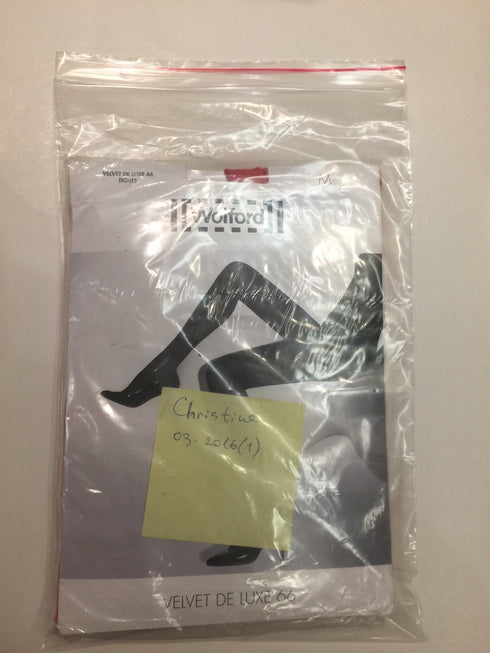 VELVET DE LUXE 66
TIGHTS
M
Wolford
Christine
03-2016(1)
VELVET DE LUXE 66